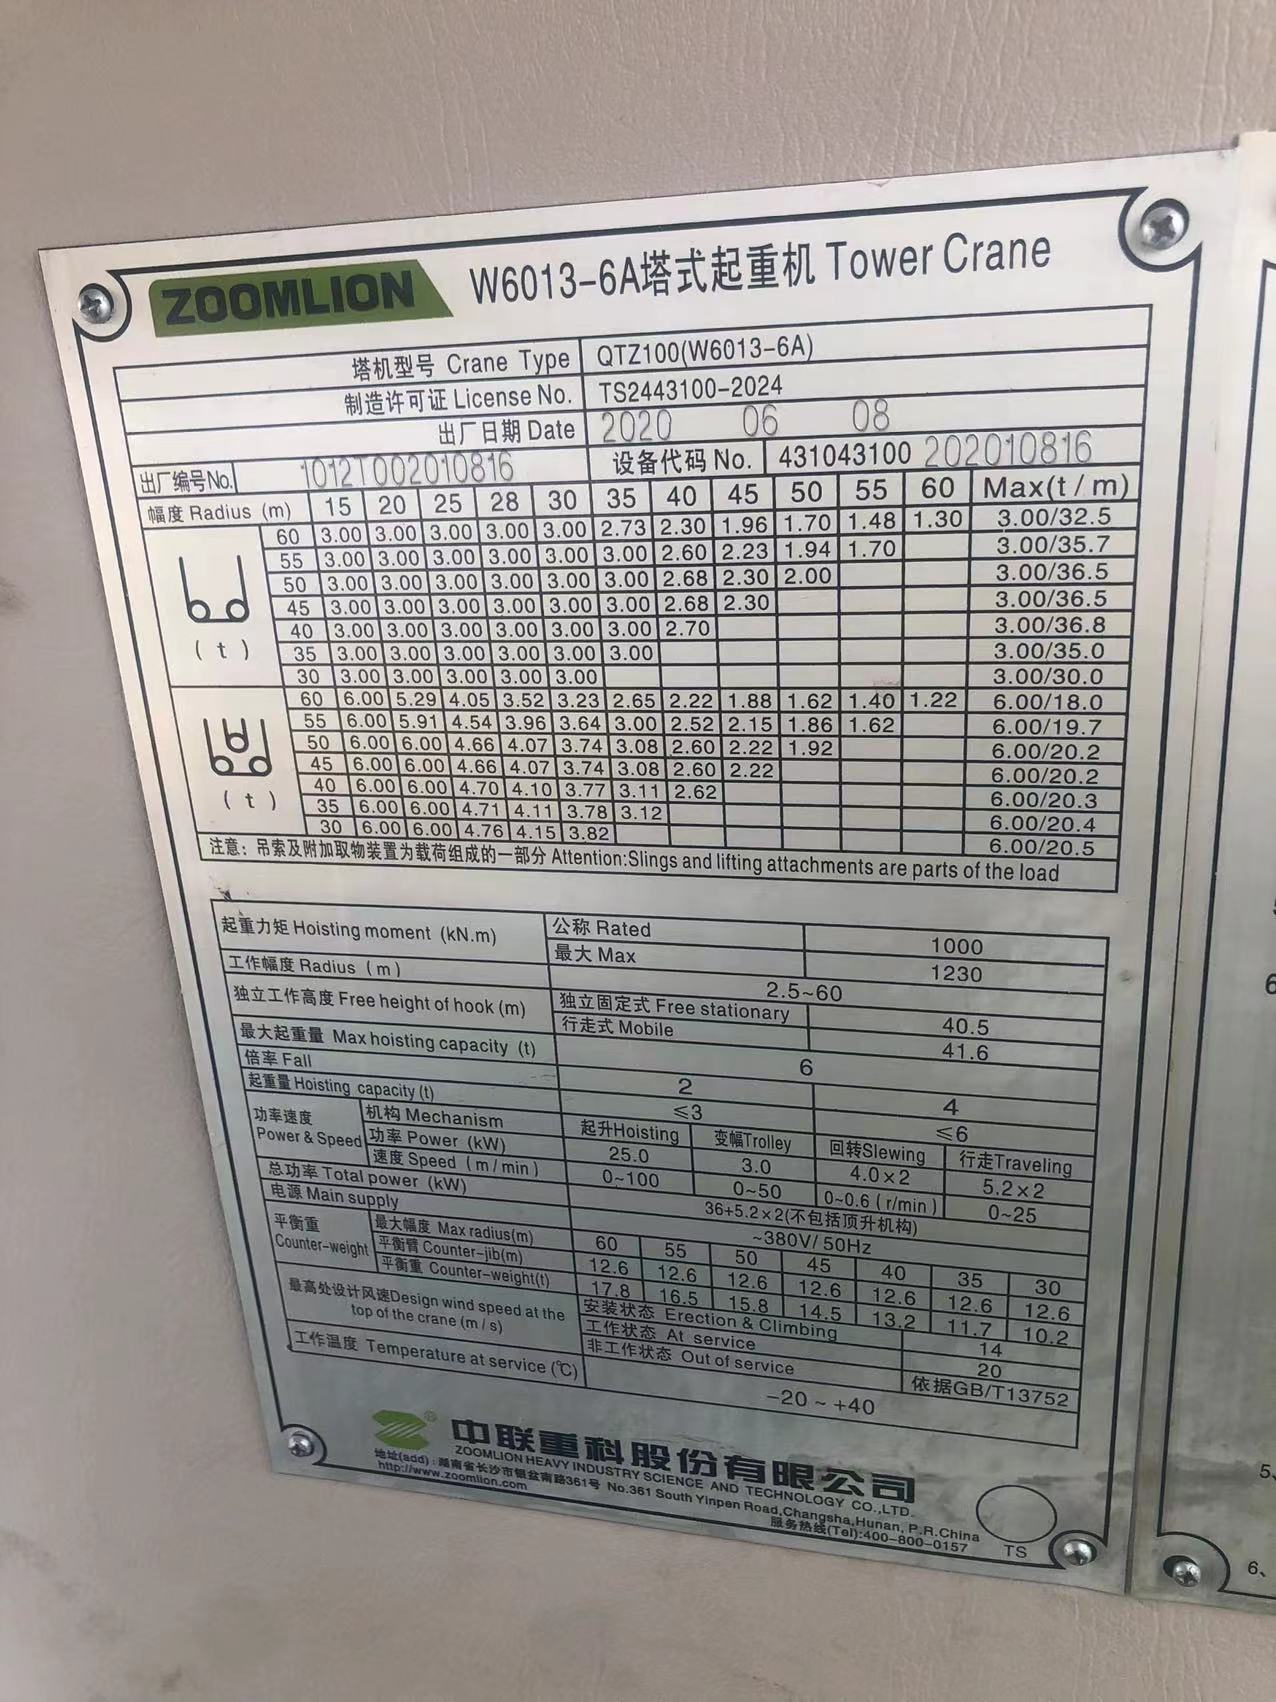 ZOOMLION W6013-6A塔式起重机 Tower Crane
塔机型号 Crane Type QTZ100(W6013-6A)
制造许可证 License No. TS2443100-2024
出厂日期 Date 2020 06 08
出厂编号No. 1012T002010816 设备代码 No. 431043100 202010816
幅度 Radius (m) 15 20 25 28 30 35 40 45 50 55 60 Max(t/m)
60 3.00 3.00 3.00 3.00 3.00 2.73 2.30 1.96 1.70 1.48 1.30 3.00/32.5
55 3.00 3.00 3.00 3.00 3.00 3.00 2.60 2.23 1.94 1.70 3.00/35.7
50 3.00 3.00 3.00 3.00 3.00 3.00 2.68 2.30 2.00 3.00/36.5
45 3.00 3.00 3.00 3.00 3.00 3.00 2.68 2.30 3.00/36.5
40 3.00 3.00 3.00 3.00 3.00 3.00 2.70 3.00/36.8
(t) 35 3.00 3.00 3.00 3.00 3.00 3.00 3.00/35.0
30 3.00 3.00 3.00 3.00 3.00 3.00/30.0
60 6.00 5.29 4.05 3.52 3.23 2.65 2.22 1.88 1.62 1.40 1.22 6.00/18.0
55 6.00 5.91 4.54 3.96 3.64 3.00 2.52 2.15 1.86 1.62 6.00/19.7
50 6.00 6.00 4.66 4.07 3.74 3.08 2.60 2.22 1.92 6.00/20.2
45 6.00 6.00 4.66 4.07 3.74 3.08 2.60 2.22 6.00/20.2
40 6.00 6.00 4.70 4.10 3.77 3.11 2.62 6.00/20.3
(t) 35 6.00 6.00 4.71 4.11 3.78 3.12 6.00/20.4
30 6.00 6.00 4.76 4.15 3.82 6.00/20.5
注意：吊索及附加取物装置为载荷组成的一部分 Attention:Slings and lifting attachments are parts of the load
起重力矩 Hoisting moment (kN.m) 公称 Rated 1000
最大 Max 1230
工作幅度 Radius (m) 2.5~60
独立工作高度 Free height of hook (m) 独立固定式 Free stationary 40.5
行走式 Mobile 41.6
最大起重量 Max hoisting capacity (t) 6
倍率 Fall 2 4
起重量 Hoisting capacity (t) ≤3 ≤6
功率速度 Power & Speed 机构 Mechanism 起升Hoisting 变幅Trolley 回转Slewing 行走Traveling
功率 Power (kW) 25.0 3.0 4.0×2 5.2×2
速度 Speed (m/min) 0~100 0~50 0~0.6 (r/min) 0~25
总功率 Total power (kW) 36+5.2×2(不包括顶升机构)
电源 Main supply ~380V/ 50Hz
平衡重 Counter-weight 最大幅度 Max radius(m) 60 55 50 45 40 35 30
平衡臂 Counter-jib(m) 12.6 12.6 12.6 12.6 12.6 12.6 12.6
平衡重 Counter-weight(t) 17.8 16.5 15.8 14.5 13.2 11.7 10.2
最高处设计风速Design wind speed at the top of the crane (m/s) 安装状态 Erection & Climbing 14
工作状态 At service 20
非工作状态 Out of service 依据GB/T13752
工作温度 Temperature at service (℃) -20 ~ +40
中联重科股份有限公司
ZOOMLION HEAVY INDUSTRY SCIENCE AND TECHNOLOGY CO.,LTD.
地址(add)：湖南省长沙市银盆南路361号 No.361 South Yinpen Road,Changsha,Hunan, P.R.China
http://www.zoomlion.com 服务热线(Tel):400-800-0157
TS
6
5、
6、